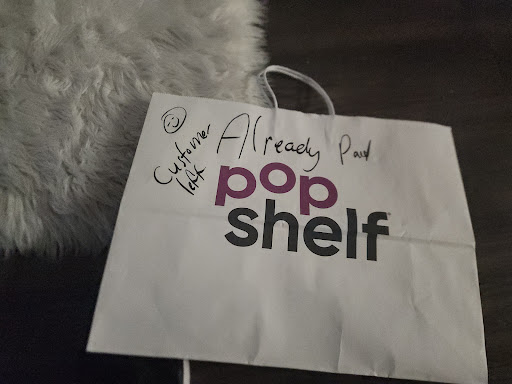 Customer
left
Already Paid
pop
shelf